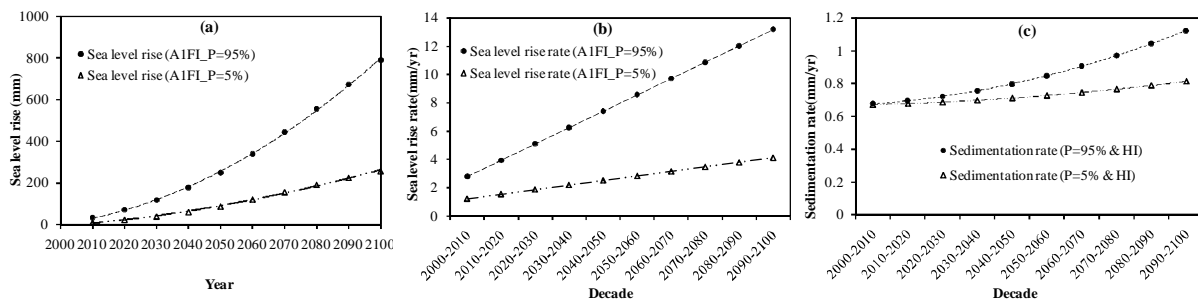 (a)
Sea level rise (mm)
1000
800
600
400
200
0
Sea level rise (A1FI_P=95%)
Sea level rise (A1FI_P=5%)
2000 2010 2020 2030 2040 2050 2060 2070 2080 2090 2100
Year
(b)
Sea level rise rate(mm/yr)
14
12
10
8
6
4
2
0
Sea level rise rate (A1FI_P=95%)
Sea level rise rate (A1FI_P=5%)
2000-2010 2010-2020 2020-2030 2030-2040 2040-2050 2050-2060 2060-2070 2070-2080 2080-2090 2090-2100
Decade
(c)
Sedimentation rate(mm/yr)
1.2
1
0.8
0.6
0.4
0.2
0
Sedimentation rate (P=95% & HI)
Sedimentation rate (P=5% & HI)
2000-2010 2010-2020 2020-2030 2030-2040 2040-2050 2050-2060 2060-2070 2070-2080 2080-2090 2090-2100
Decade